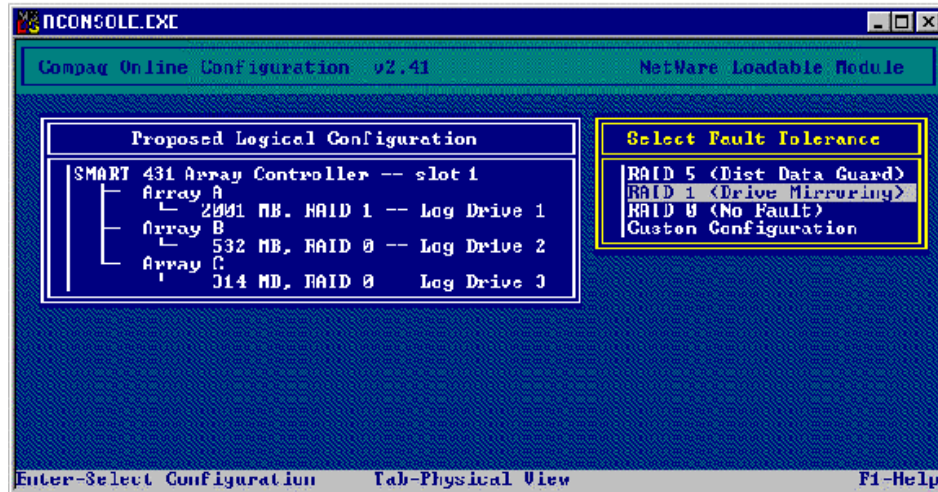 RCONSOLE.EXE
Compaq Online Configuration v2.41 NetWare Loadable Module
Proposed Logical Configuration
SMART 431 Array Controller -- slot 1
Array A
2001 MB, RAID 1 -- Log Drive 1
Array B
532 MB, RAID 0 -- Log Drive 2
Array C
314 MB, RAID 0 Log Drive 3
Select Fault Tolerance
RAID 5 (Dist Data Guard)
RAID 1 (Drive Mirroring)
RAID 0 (No Fault)
Custom Configuration
Enter-Select Configuration Tab-Physical View F1-Help